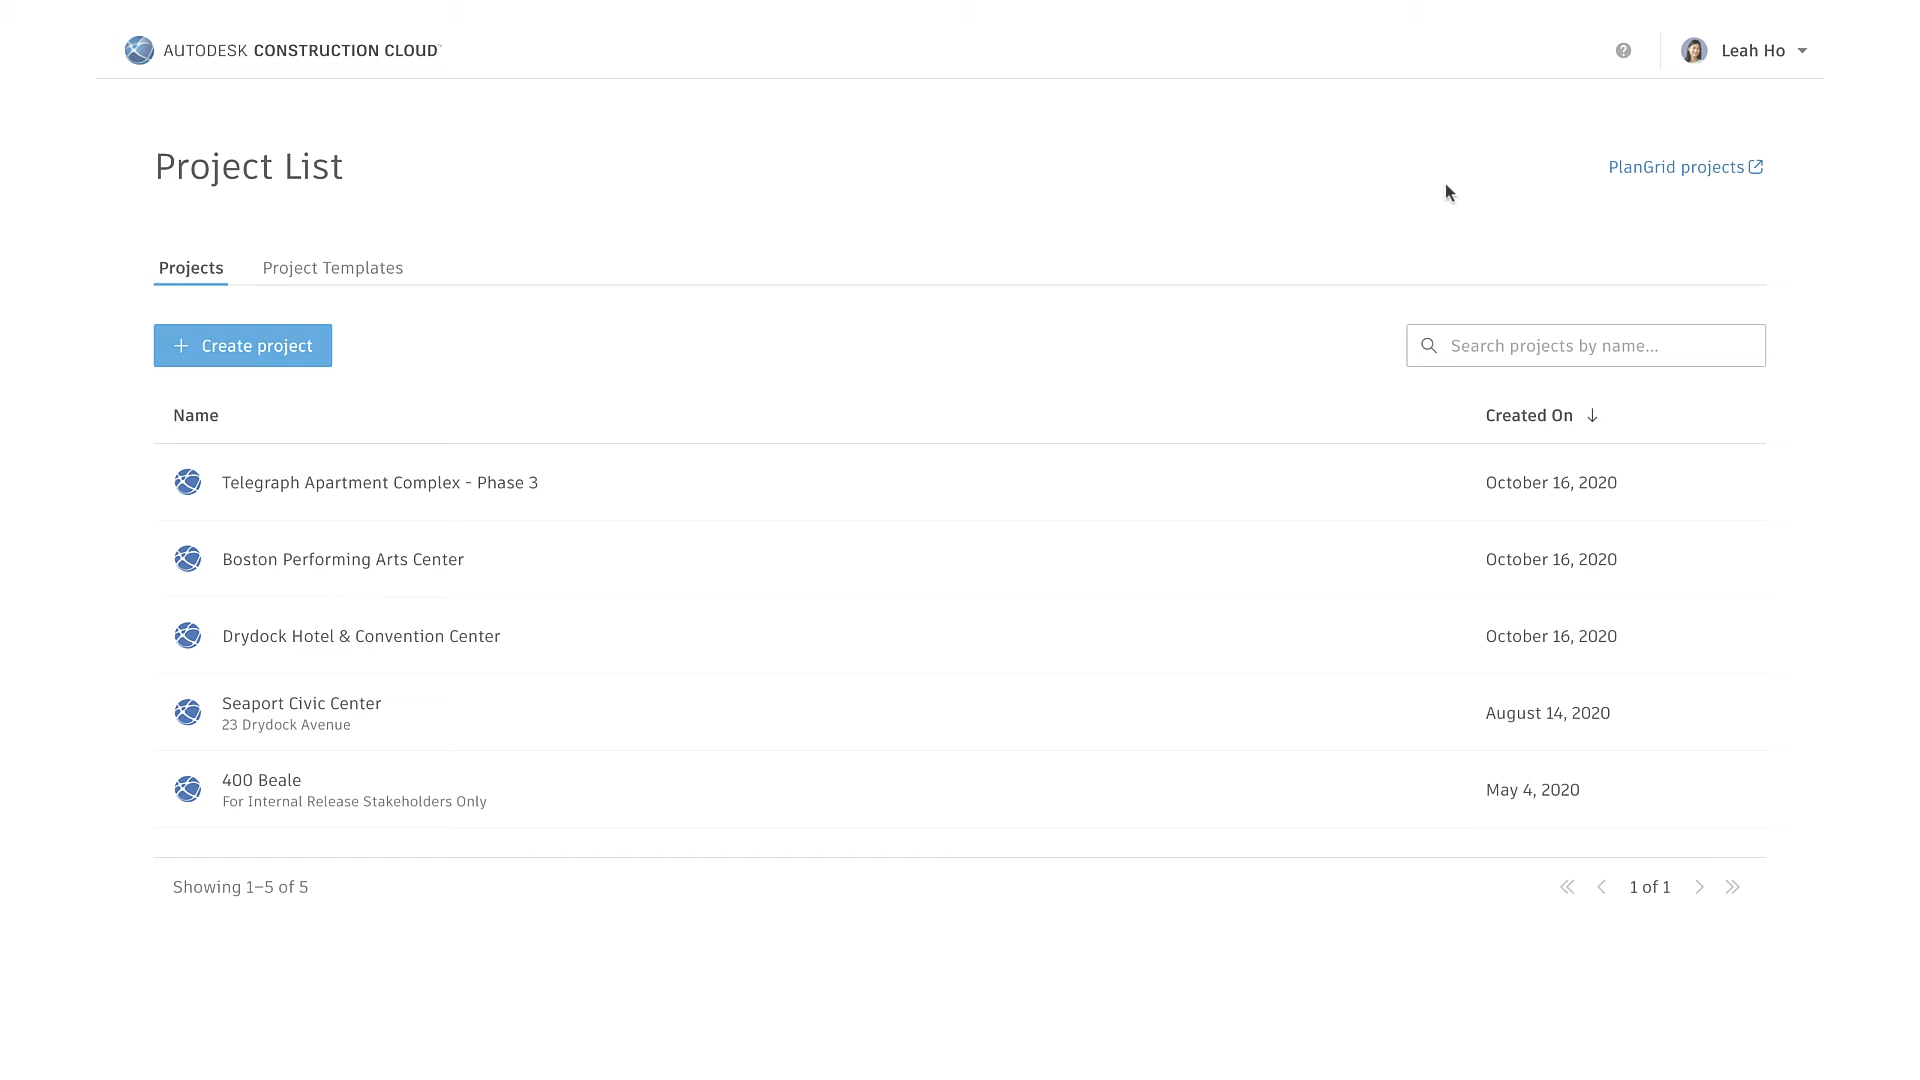 AUTODESK CONSTRUCTION CLOUD™
Leah Ho
Project List
PlanGrid projects
Projects
Project Templates
+ Create project
Search projects by name...
Name
Created On ↓
Telegraph Apartment Complex - Phase 3
October 16, 2020
Boston Performing Arts Center
October 16, 2020
Drydock Hotel & Convention Center
October 16, 2020
Seaport Civic Center
23 Drydock Avenue
August 14, 2020
400 Beale
For Internal Release Stakeholders Only
May 4, 2020
Showing 1–5 of 5
1 of 1